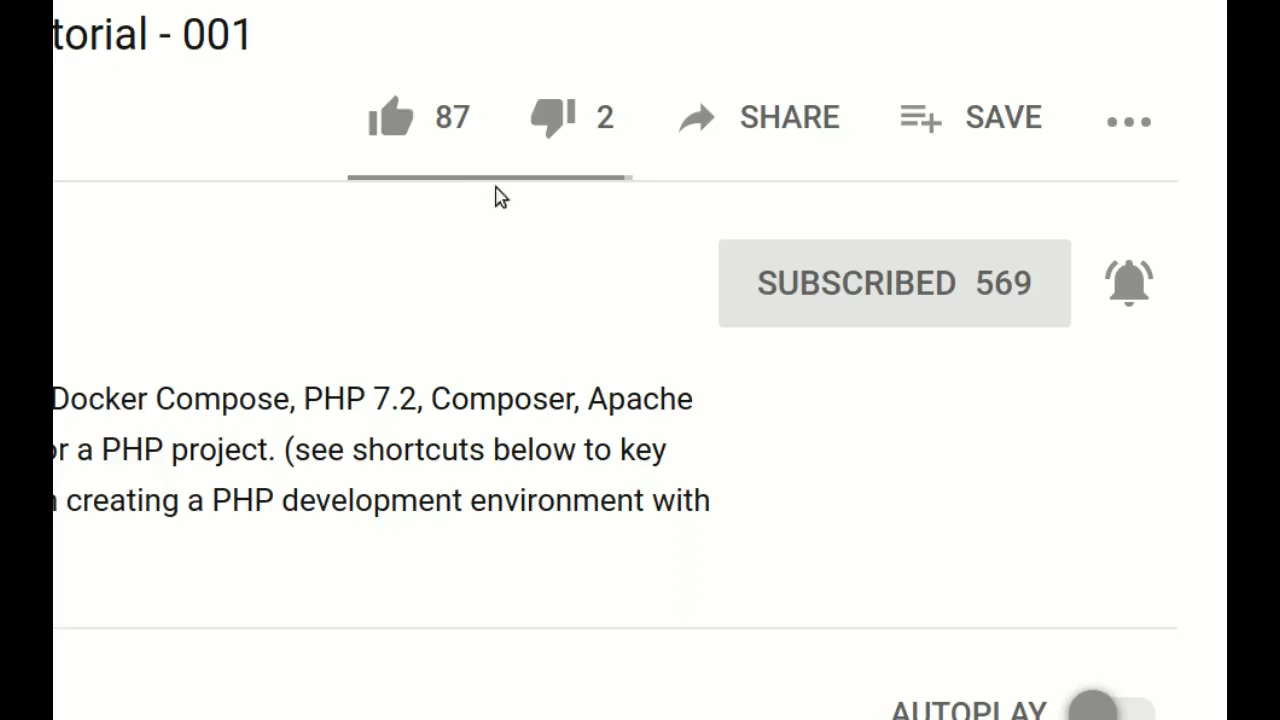 torial - 001
87 2 SHARE SAVE
SUBSCRIBED 569
Docker Compose, PHP 7.2, Composer, Apache
or a PHP project. (see shortcuts below to key
creating a PHP development environment with
AUTOPLAY